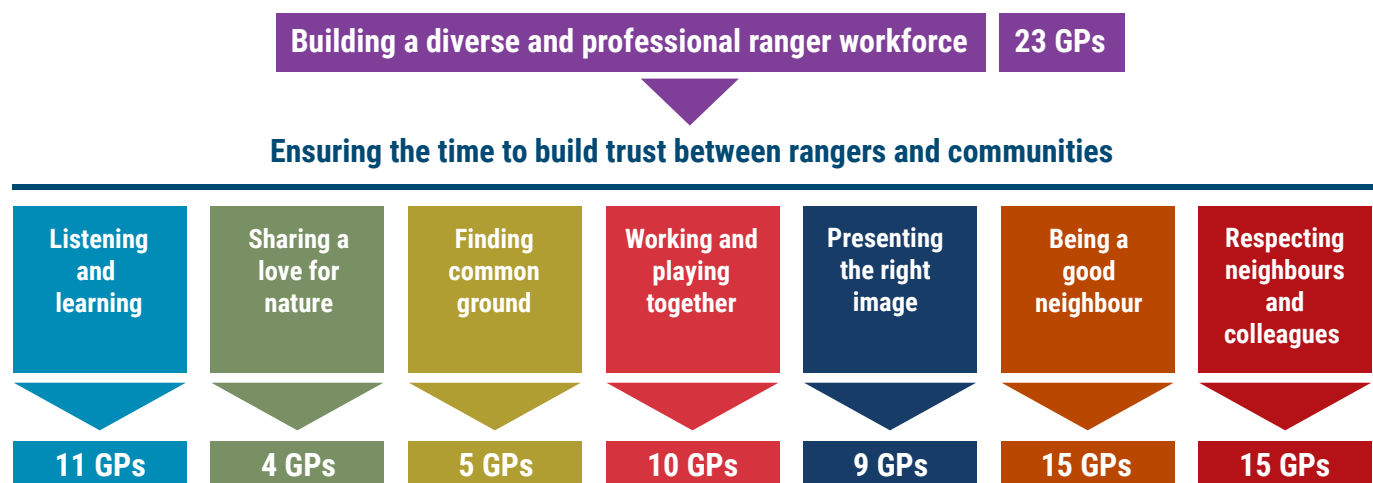 Building a diverse and professional ranger workforce
23 GPs
Ensuring the time to build trust between rangers and communities
Listening
and
learning
Sharing a
love for
nature
Finding
common
ground
Working and
playing
together
Presenting
the right
image
Being a
good
neighbour
Respecting
neighbours
and
colleagues
11 GPs
4 GPs
5 GPs
10 GPs
9 GPs
15 GPs
15 GPs